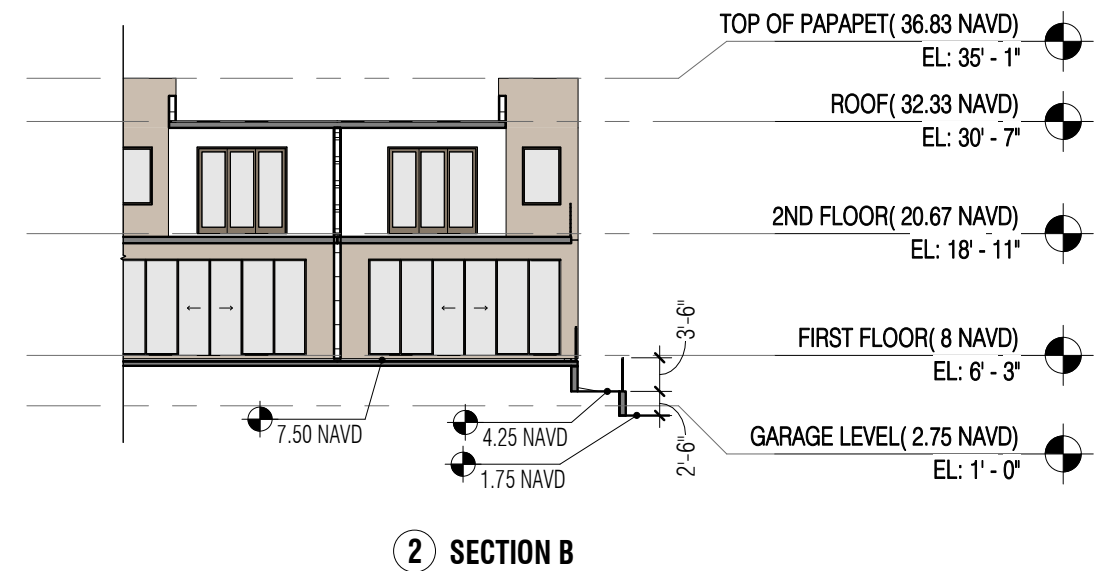 TOP OF PAPAPET( 36.83 NAVD)
EL: 35' - 1"
ROOF( 32.33 NAVD)
EL: 30' - 7"
2ND FLOOR( 20.67 NAVD)
EL: 18' - 11"
FIRST FLOOR( 8 NAVD)
EL: 6' - 3"
GARAGE LEVEL( 2.75 NAVD)
EL: 1' - 0"
3'-6"
2'-6"
7.50 NAVD
4.25 NAVD
1.75 NAVD
2 SECTION B